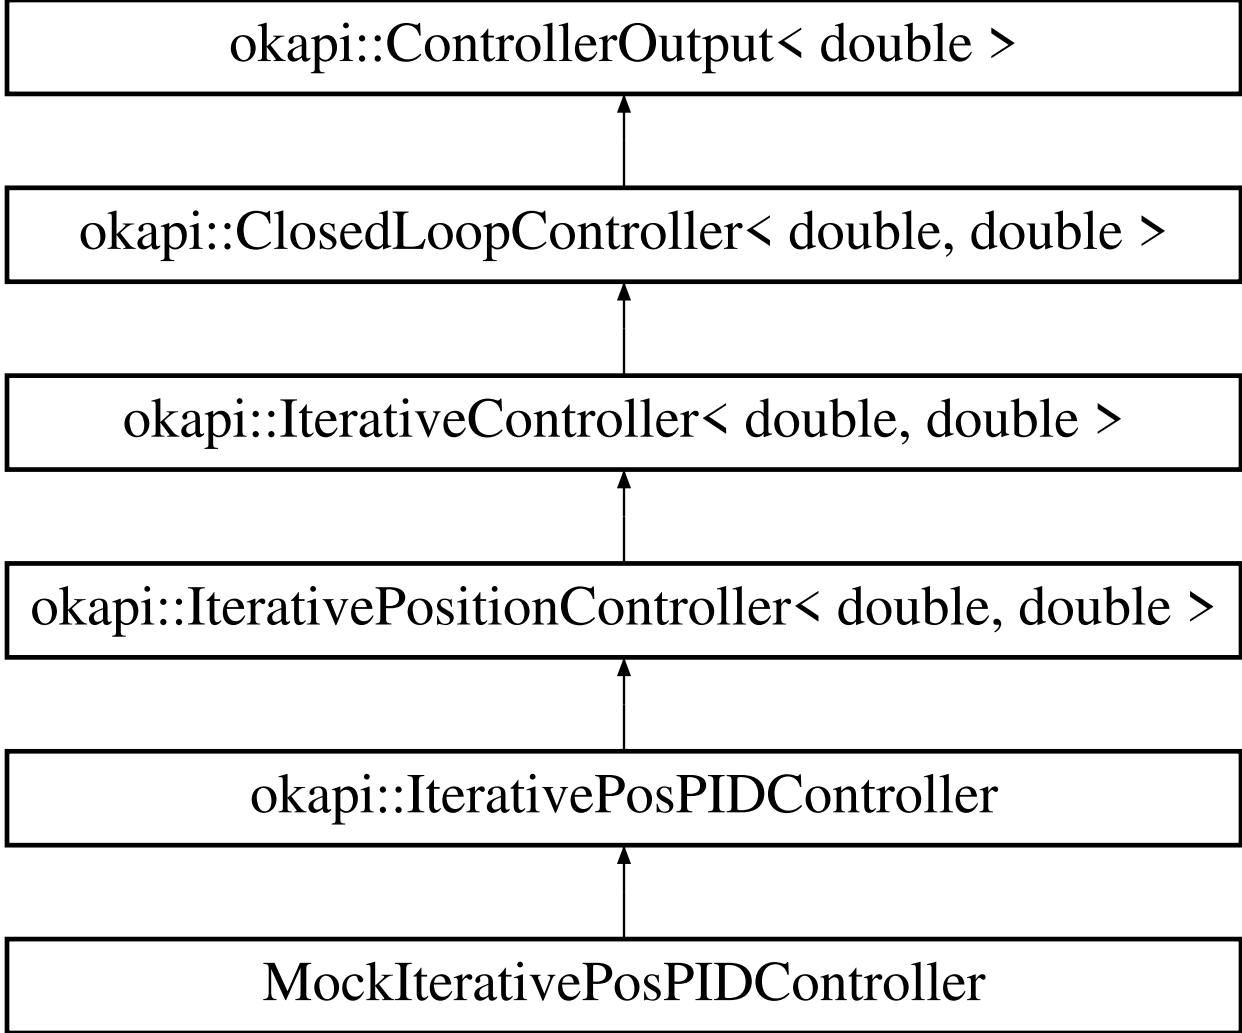 okapi::ControllerOutput< double >
okapi::ClosedLoopController< double, double >
okapi::IterativeController< double, double >
okapi::IterativePositionController< double, double >
okapi::IterativePosPIDController
MockIterativePosPIDController